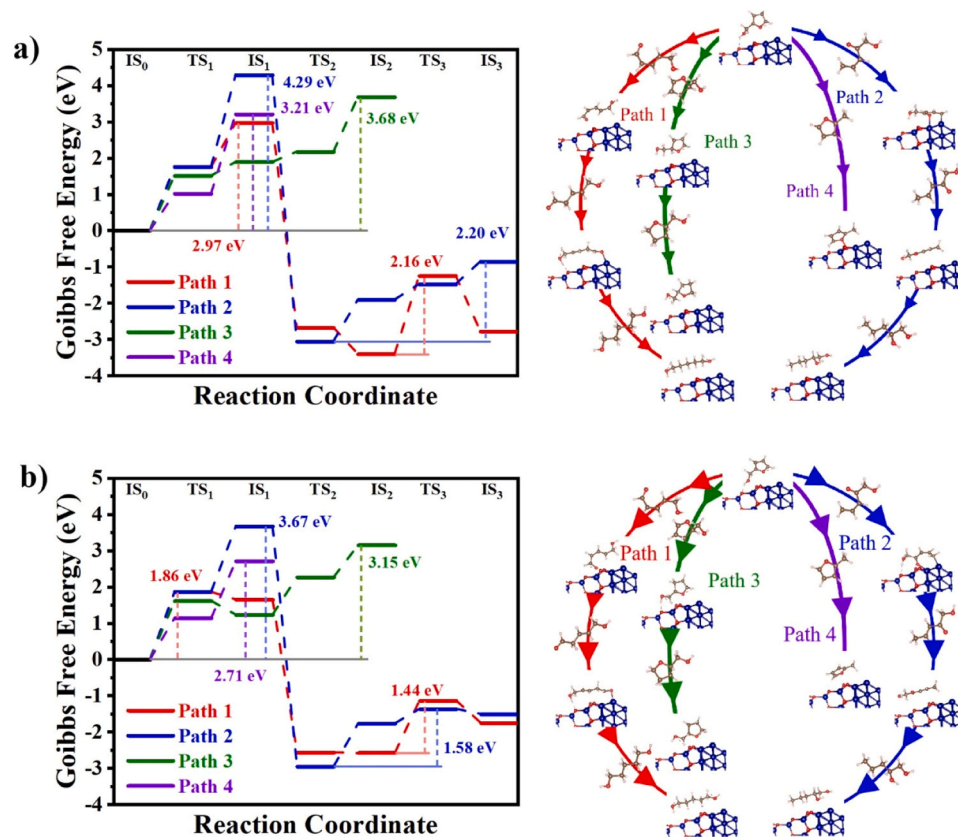 a)
Goibbs Free Energy (eV)
5
4
3
2
1
0
-1
-2
-3
-4
IS₀ TS₁ IS₁ TS₂ IS₂ TS₃ IS₃
4.29 eV
3.21 eV
3.68 eV
2.97 eV
2.20 eV
2.16 eV
Path 1
Path 2
Path 3
Path 4
Reaction Coordinate
Path 1
Path 2
Path 3
Path 4
b)
Goibbs Free Energy (eV)
5
4
3
2
1
0
-1
-2
-3
-4
IS₀ TS₁ IS₁ TS₂ IS₂ TS₃ IS₃
3.67 eV
3.15 eV
1.86 eV
2.71 eV
1.44 eV
1.58 eV
Path 1
Path 2
Path 3
Path 4
Reaction Coordinate
Path 1
Path 2
Path 3
Path 4